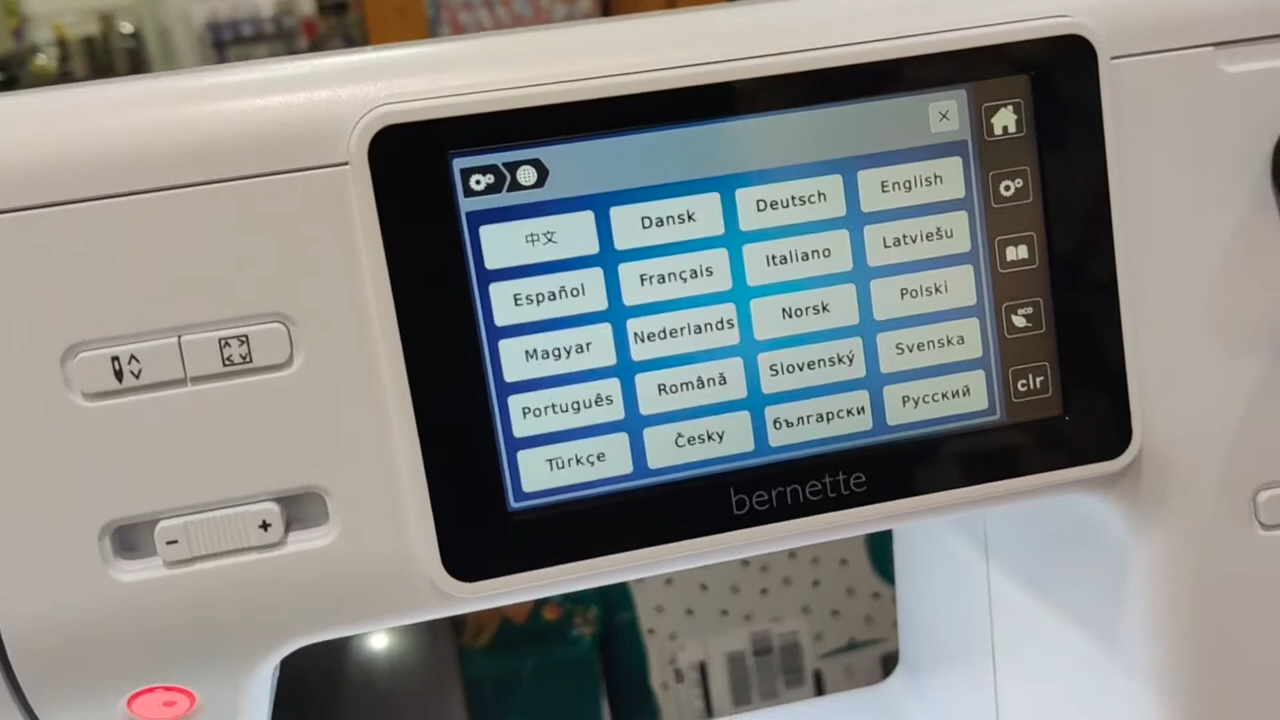 中文 Dansk Deutsch English
Español Français Italiano Latviešu
Magyar Nederlands Norsk Polski
Português Română Slovenský Svenska
Türkçe Česky български Русский
eco
clr
bernette
- +